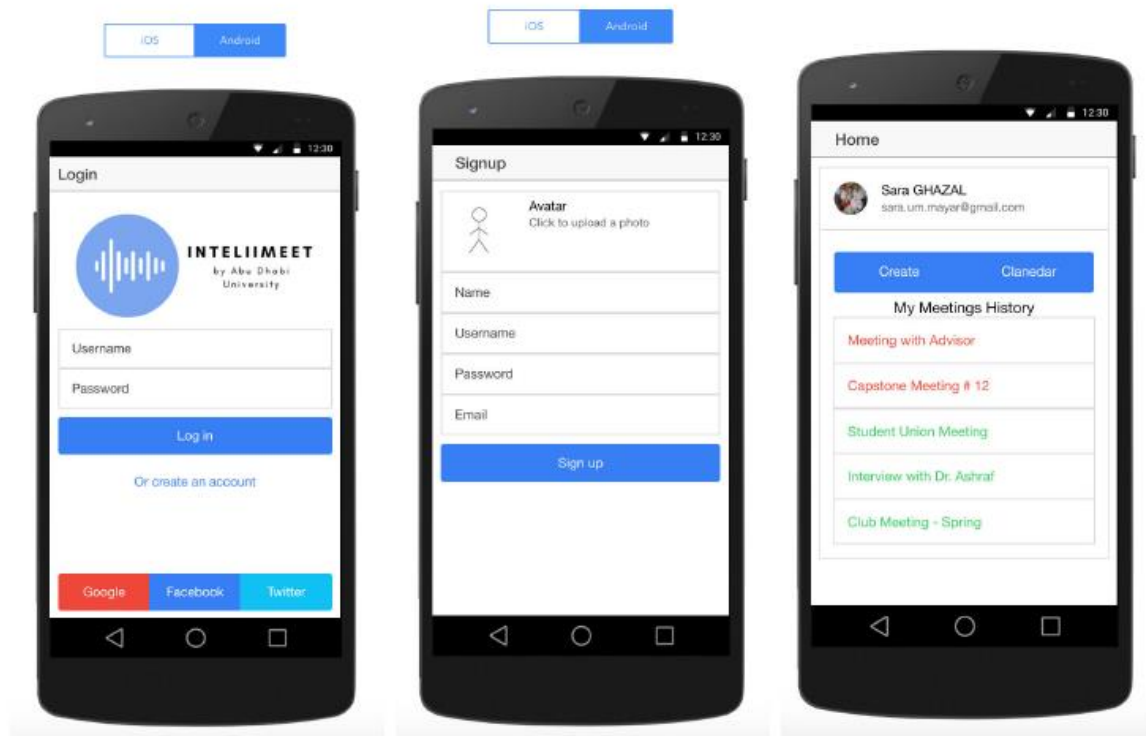 iOS Android
12:30
Login
INTELIIMEET
by Abu Dhabi
University
Username
Password
Log in
Or create an account
Google Facebook Twitter
iOS Android
12:30
Signup
Avatar
Click to upload a photo
Name
Username
Password
Email
Sign up
12:30
Home
Sara GHAZAL
sara.um.mayar@gmail.com
Create Clanedar
My Meetings History
Meeting with Advisor
Capstone Meeting # 12
Student Union Meeting
Interview with Dr. Ashraf
Club Meeting - Spring